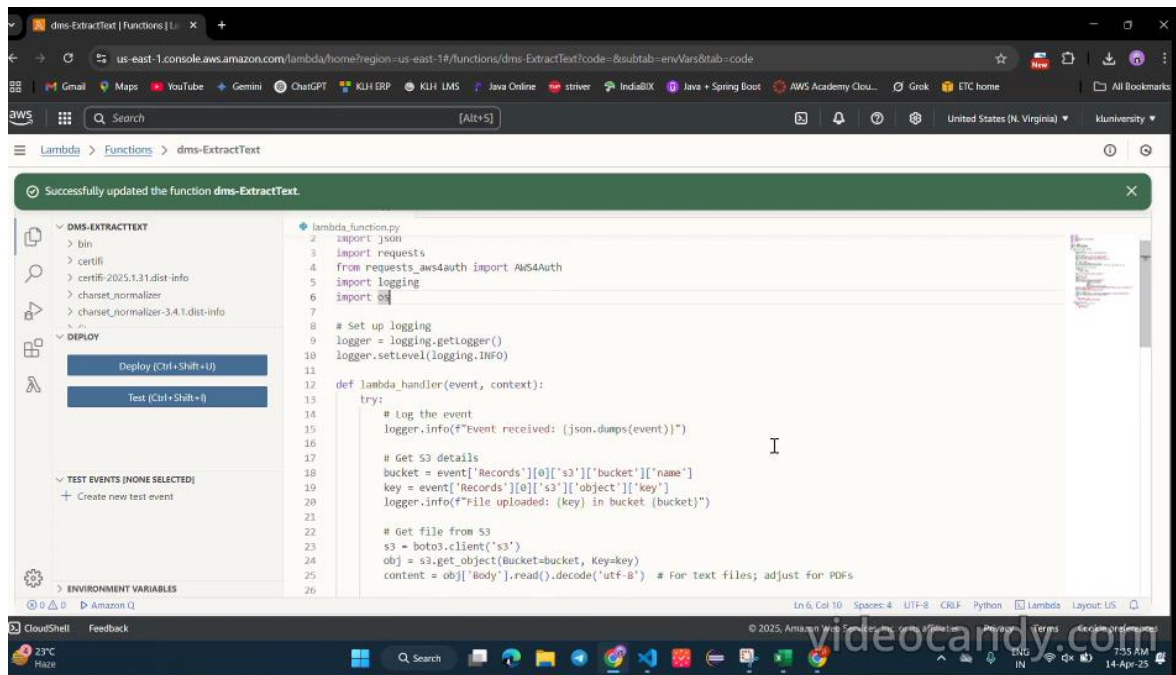 dms-ExtractText | Functions | La
us-east-1.console.aws.amazon.com/lambda/home?region=us-east-1#/functions/dms-ExtractText?code=&subtab=envVars&tab=code
New
Gmail Maps YouTube Gemini ChatGPT KLH ERP KLH LMS Java Online striver IndiaBIX Java + Spring Boot AWS Academy Clou... Grok ETC home All Bookmarks
aws Search [Alt+S] United States (N. Virginia) kluniversity
Lambda > Functions > dms-ExtractText
Successfully updated the function dms-ExtractText.
DMS-EXTRACTTEXT
> bin
> certifi
> certifi-2025.1.31.dist-info
> charset_normalizer
> charset_normalizer-3.4.1.dist-info
DEPLOY
Deploy (Ctrl+Shift+U)
Test (Ctrl+Shift+I)
TEST EVENTS [NONE SELECTED]
+ Create new test event
> ENVIRONMENT VARIABLES
lambda_function.py
2 import json
3 import requests
4 from requests_aws4auth import AWS4Auth
5 import logging
6 import os
7
8 # Set up logging
9 logger = logging.getLogger()
10 logger.setLevel(logging.INFO)
11
12 def lambda_handler(event, context):
13 try:
14 # Log the event
15 logger.info(f"Event received: {json.dumps(event)}")
16
17 # Get S3 details
18 bucket = event['Records'][0]['s3']['bucket']['name']
19 key = event['Records'][0]['s3']['object']['key']
20 logger.info(f"File uploaded: {key} in bucket {bucket}")
21
22 # Get file from S3
23 s3 = boto3.client('s3')
24 obj = s3.get_object(Bucket=bucket, Key=key)
25 content = obj['Body'].read().decode('utf-8') # For text files; adjust for PDFs
26
0 0 Amazon Q Ln 6, Col 10 Spaces: 4 UTF-8 CRLF Python Lambda Layout: US
CloudShell Feedback © 2025, Amazon Web Services, Inc. or its affiliates. Privacy Terms Cookie preferences
videocandy.com
4 23°C
Haze
Search
ENG
IN
7:35 AM
14-Apr-25